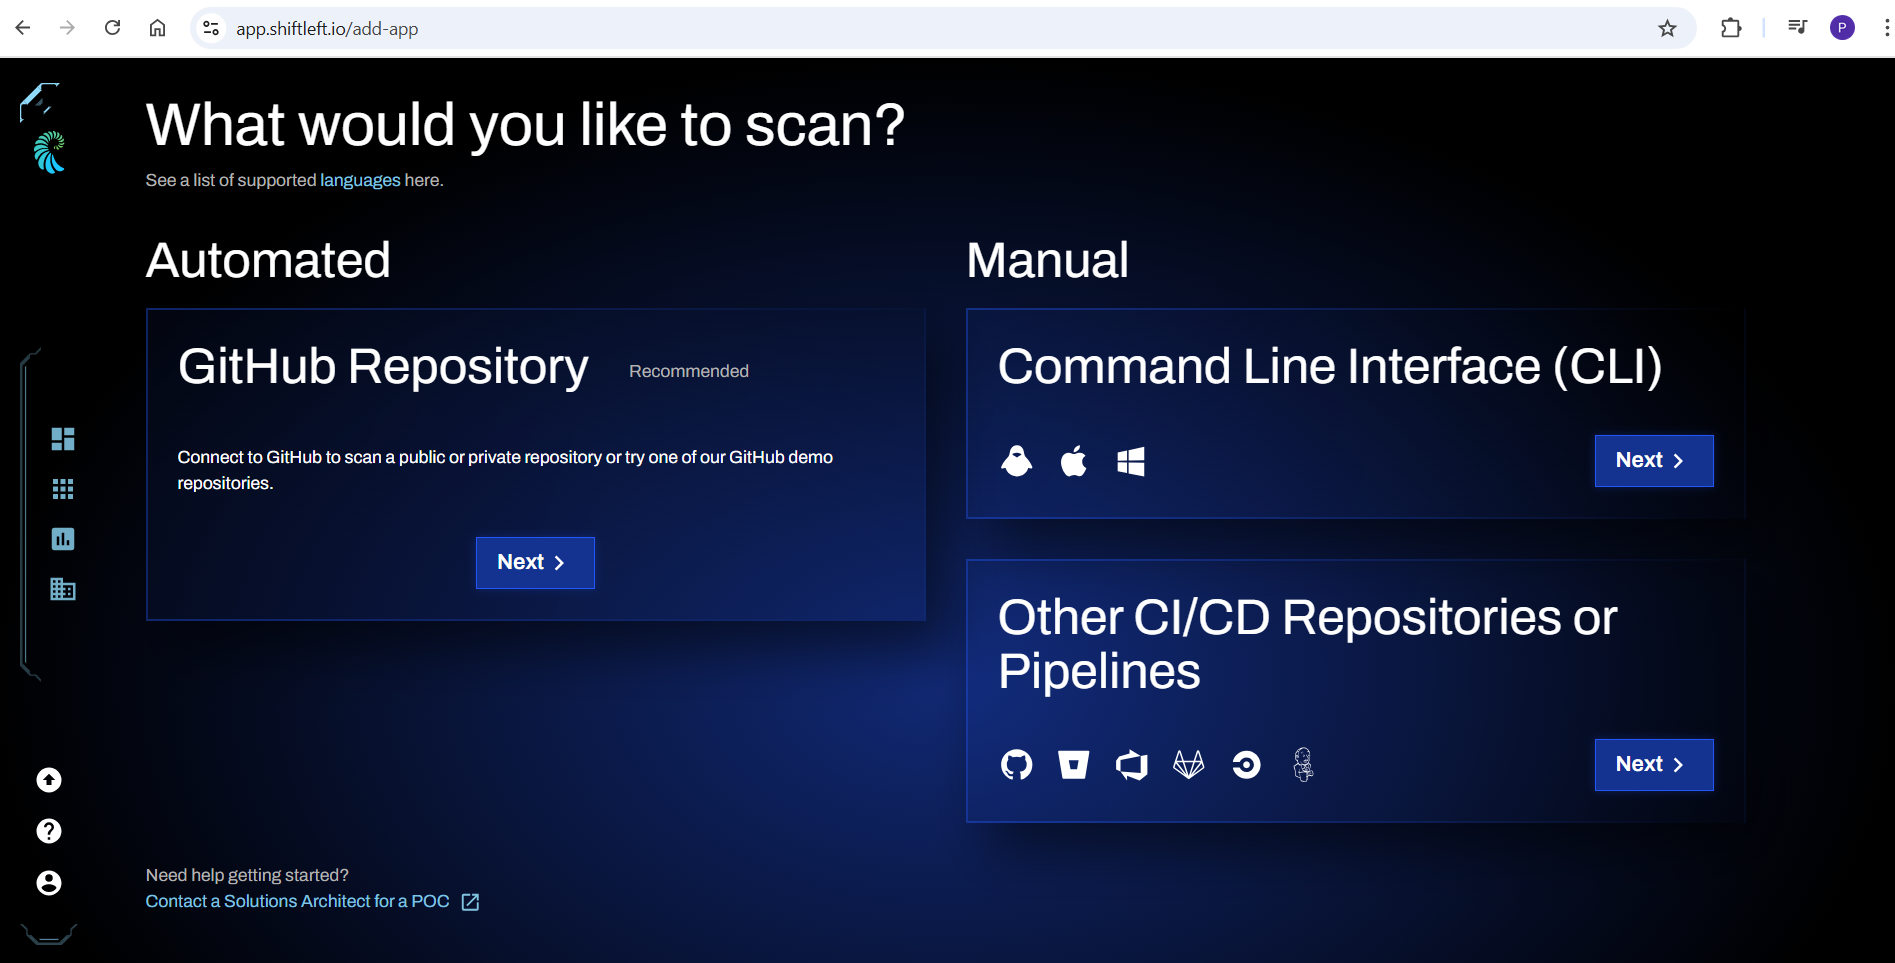 app.shiftleft.io/add-app
P
What would you like to scan?
See a list of supported languages here.
Automated
GitHub Repository
Recommended
Connect to GitHub to scan a public or private repository or try one of our GitHub demo
repositories.
Next
Manual
Command Line Interface (CLI)
Next
Other CI/CD Repositories or
Pipelines
Next
Need help getting started?
Contact a Solutions Architect for a POC